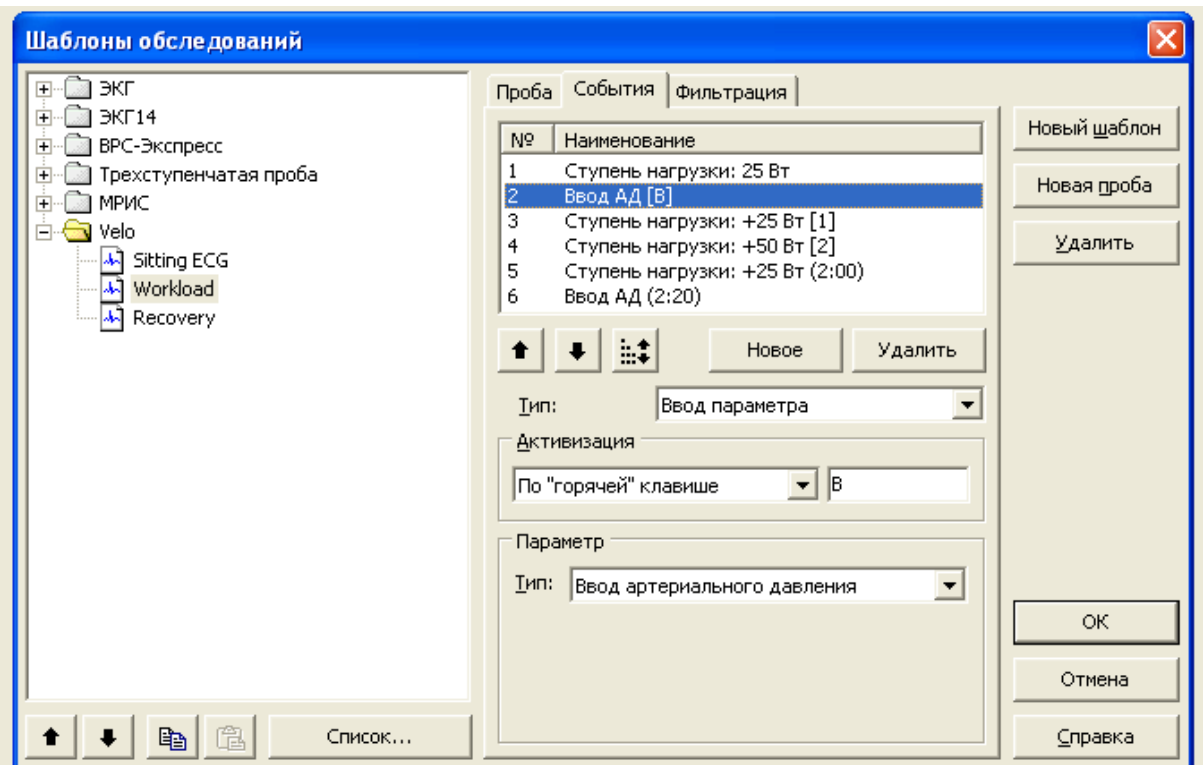 Шаблоны обследований
ЭКГ
ЭКГ14
ВРС-Экспресс
Трехступенчатая проба
МРИС
Velo
Sitting ECG
Workload
Recovery
Список...
Проба События Фильтрация
№ Наименование
1 Ступень нагрузки: 25 Вт
2 Ввод АД [B]
3 Ступень нагрузки: +25 Вт [1]
4 Ступень нагрузки: +50 Вт [2]
5 Ступень нагрузки: +25 Вт (2:00)
6 Ввод АД (2:20)
Новое Удалить
Тип: Ввод параметра
Активизация
По "горячей" клавише B
Параметр
Тип: Ввод артериального давления
Новый шаблон
Новая проба
Удалить
OK
Отмена
Справка